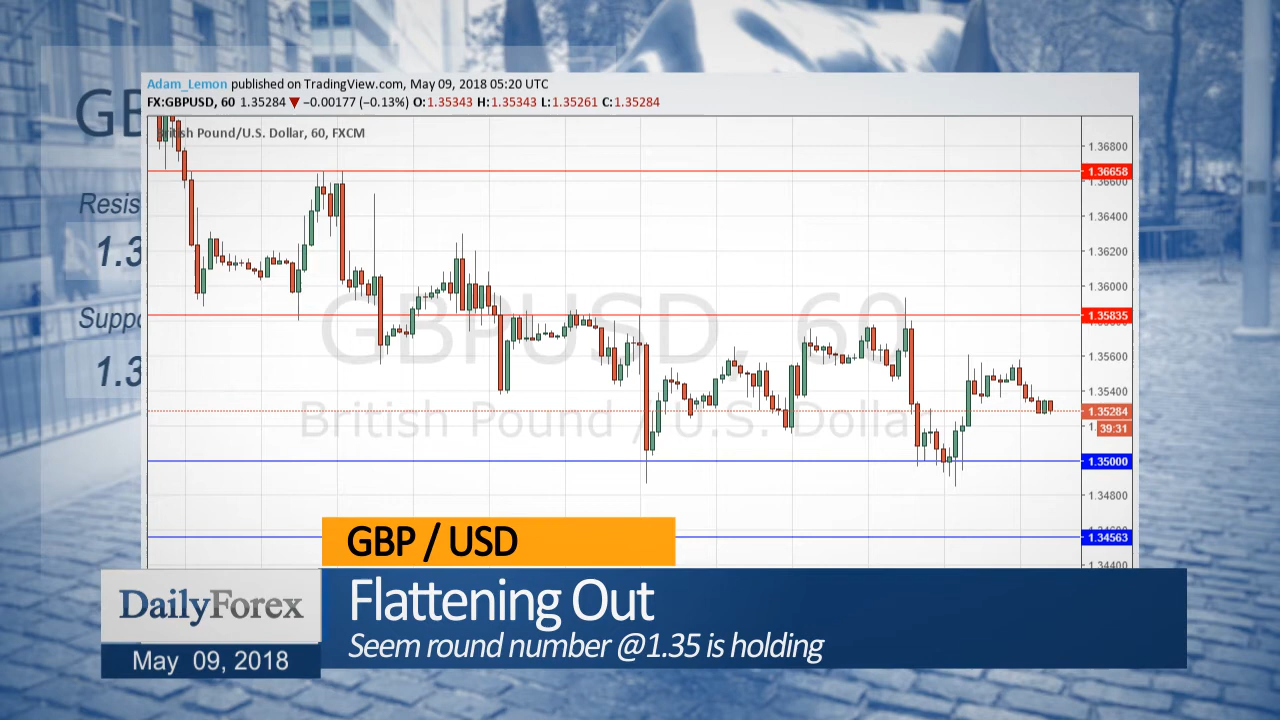 Adam_Lemon published on TradingView.com, May 09, 2018 05:20 UTC
FX:GBPUSD, 60 1.35284 ▼ −0.00177 (−0.13%) O:1.35343 H:1.35343 L:1.35261 C:1.35284
British Pound/U.S. Dollar, 60, FXCM
GB
Resis
1.3
Suppo
1.3
GBPUSD, 60
British Pound / U.S. Dolla
1.36800
1.36658
1.36600
1.36400
1.36200
1.36000
1.35835
1.35600
1.35400
1.35284
39:31
1.35000
1.34800
1.34563
1.34400
GBP / USD
DailyForex
Flattening Out
Seem round number @1.35 is holding
May 09, 2018